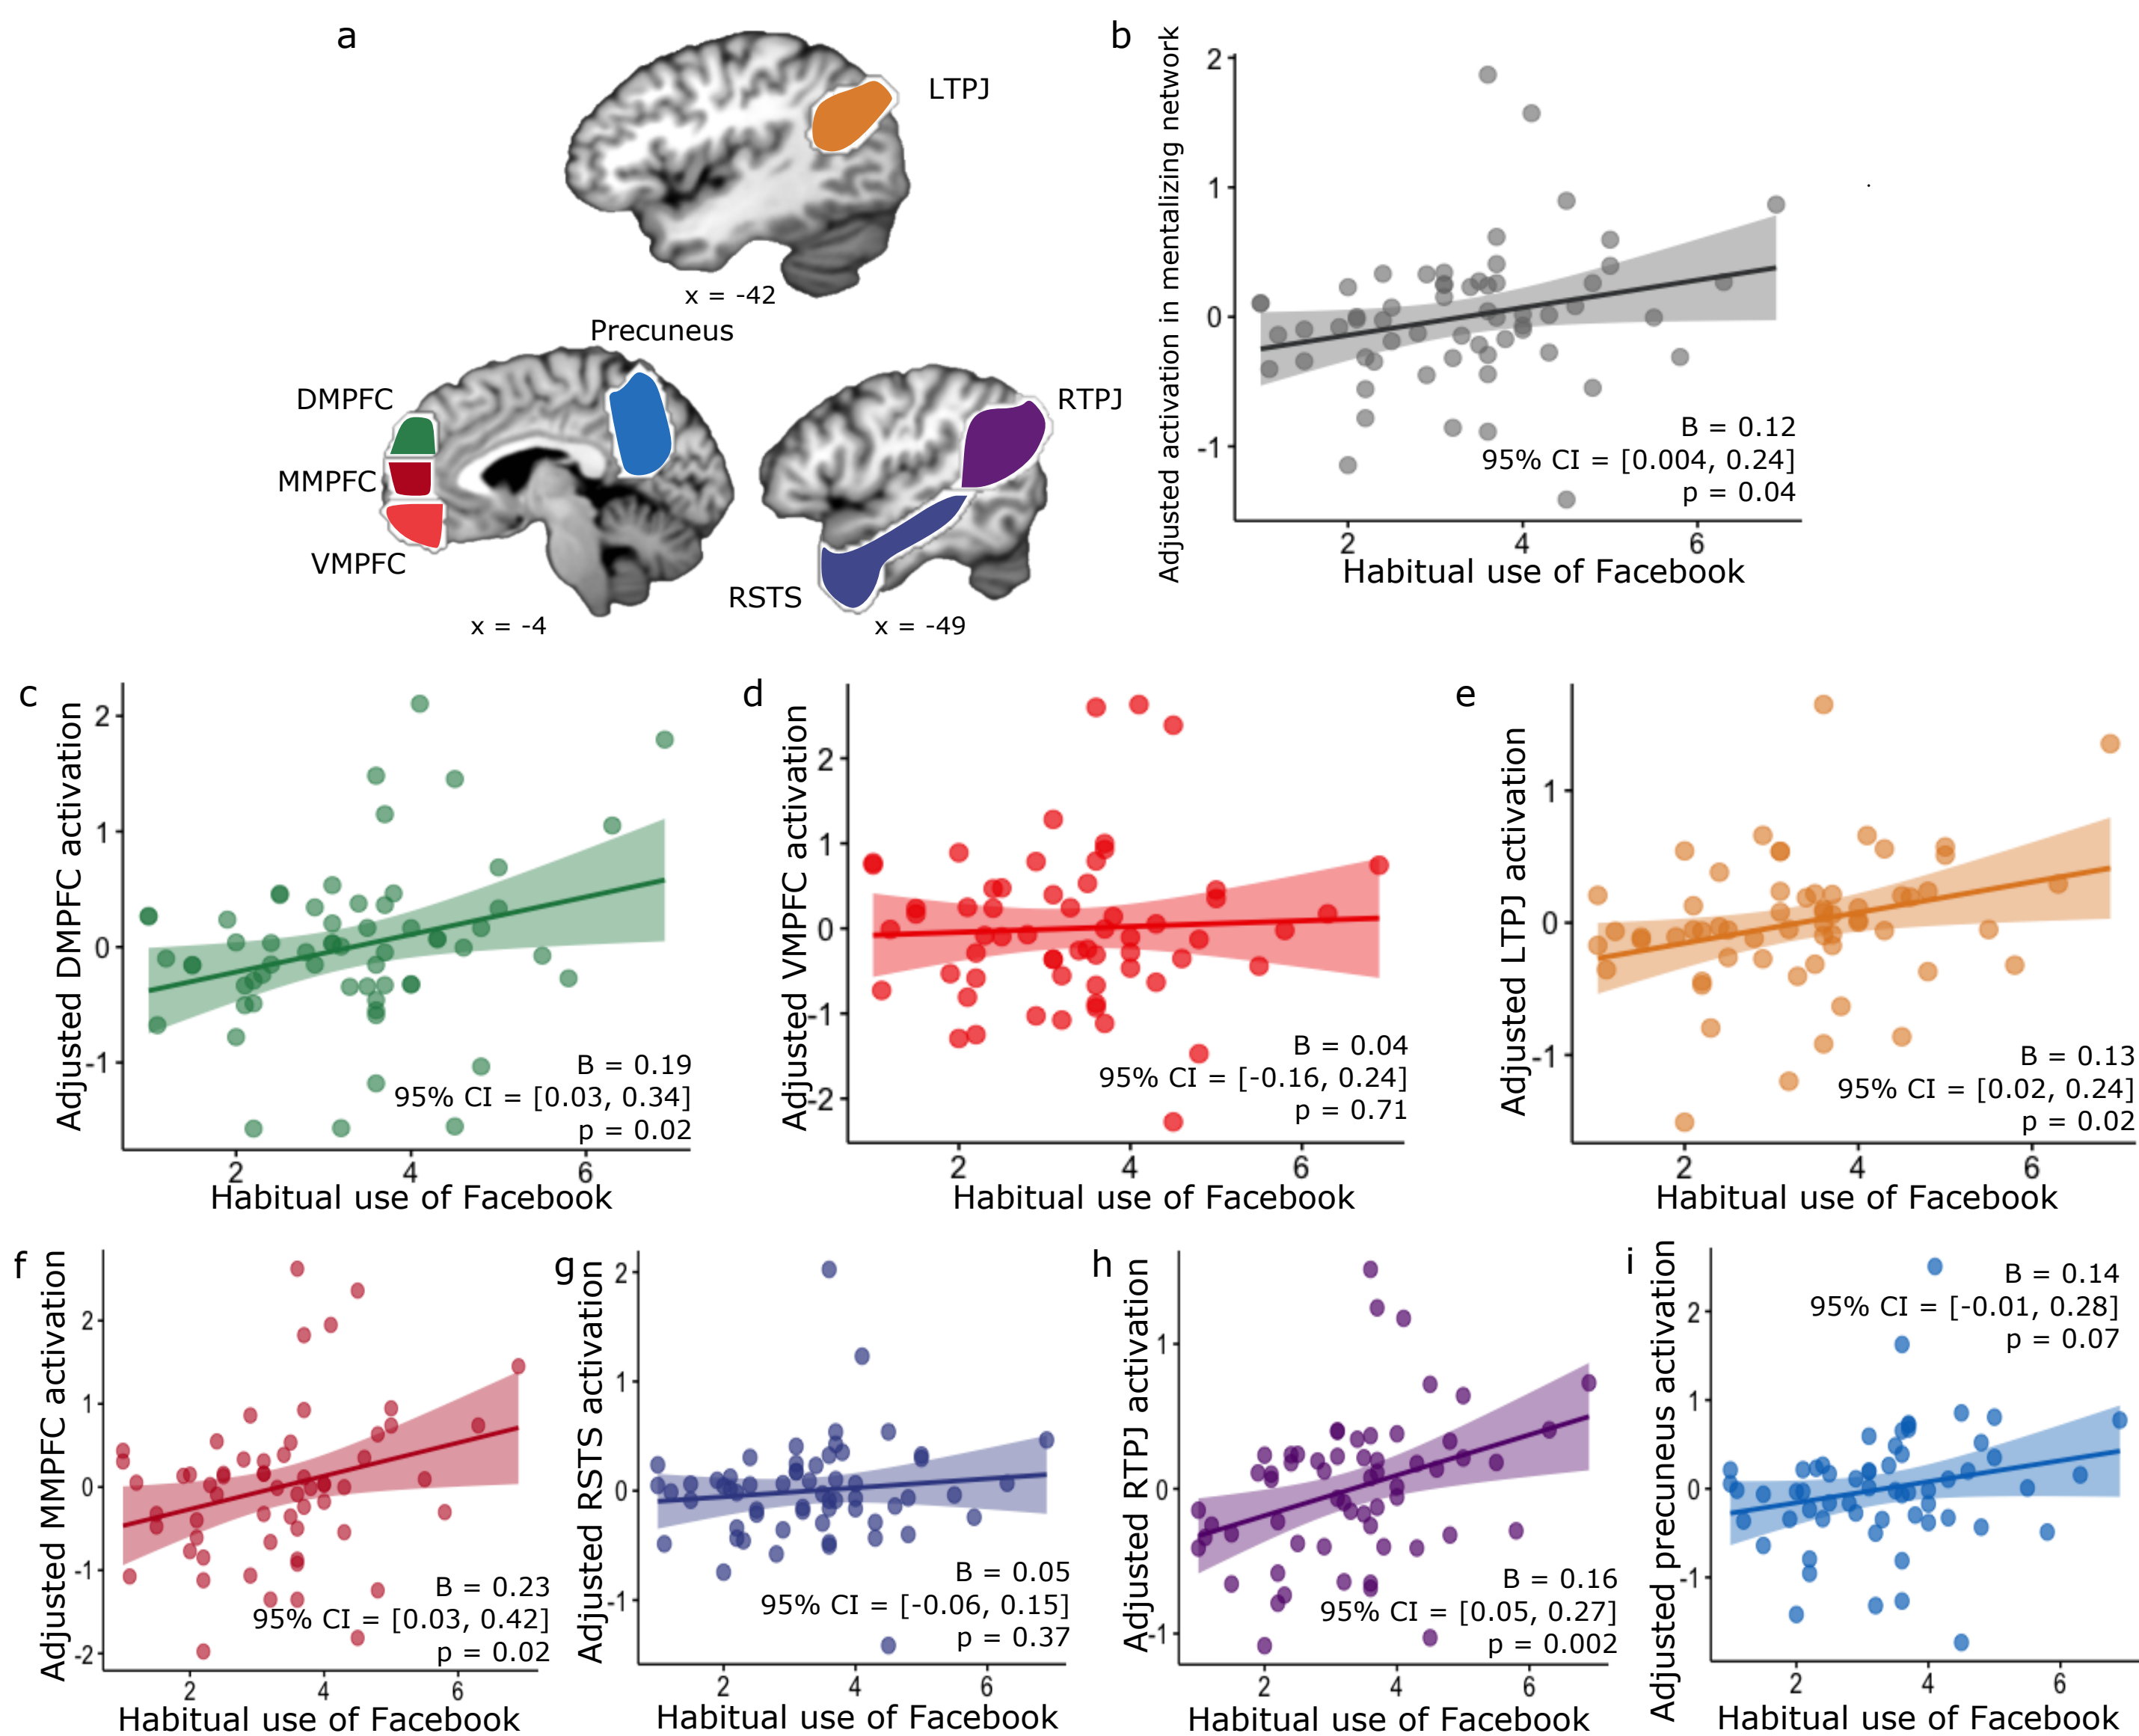 a
LTPJ
x = -42
Precuneus
DMPFC
MMPFC
VMPFC
x = -4
RTPJ
RSTS
x = -49
b
Adjusted activation in mentalizing network
2
1
0
-1
B = 0.12
95% CI = [0.004, 0.24]
p = 0.04
2 4 6
Habitual use of Facebook
c
Adjusted DMPFC activation
2
1
0
-1
B = 0.19
95% CI = [0.03, 0.34]
p = 0.02
2 4 6
Habitual use of Facebook
d
Adjusted VMPFC activation
2
1
0
-1
-2
B = 0.04
95% CI = [-0.16, 0.24]
p = 0.71
2 4 6
Habitual use of Facebook
e
Adjusted LTPJ activation
1
0
-1
B = 0.13
95% CI = [0.02, 0.24]
p = 0.02
2 4 6
Habitual use of Facebook
f
Adjusted MMPFC activation
2
1
0
-1
-2
B = 0.23
95% CI = [0.03, 0.42]
p = 0.02
2 4 6
Habitual use of Facebook
g
Adjusted RSTS activation
2
1
0
-1
B = 0.05
95% CI = [-0.06, 0.15]
p = 0.37
2 4 6
Habitual use of Facebook
h
Adjusted RTPJ activation
1
0
-1
B = 0.16
95% CI = [0.05, 0.27]
p = 0.002
2 4 6
Habitual use of Facebook
i
Adjusted precuneus activation
2
1
0
-1
B = 0.14
95% CI = [-0.01, 0.28]
p = 0.07
2 4 6
Habitual use of Facebook